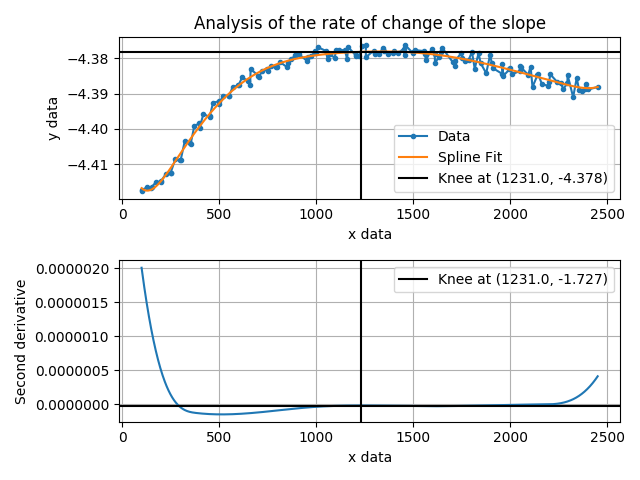 Analysis of the rate of change of the slope
−4.38
−4.39
−4.40
−4.41
y data
Data
Spline Fit
Knee at (1231.0, -4.378)
0
500
1000
1500
2000
2500
x data
0.0000020
0.0000015
0.0000010
0.0000005
0.0000000
Second derivative
Knee at (1231.0, -1.727)
0
500
1000
1500
2000
2500
x data